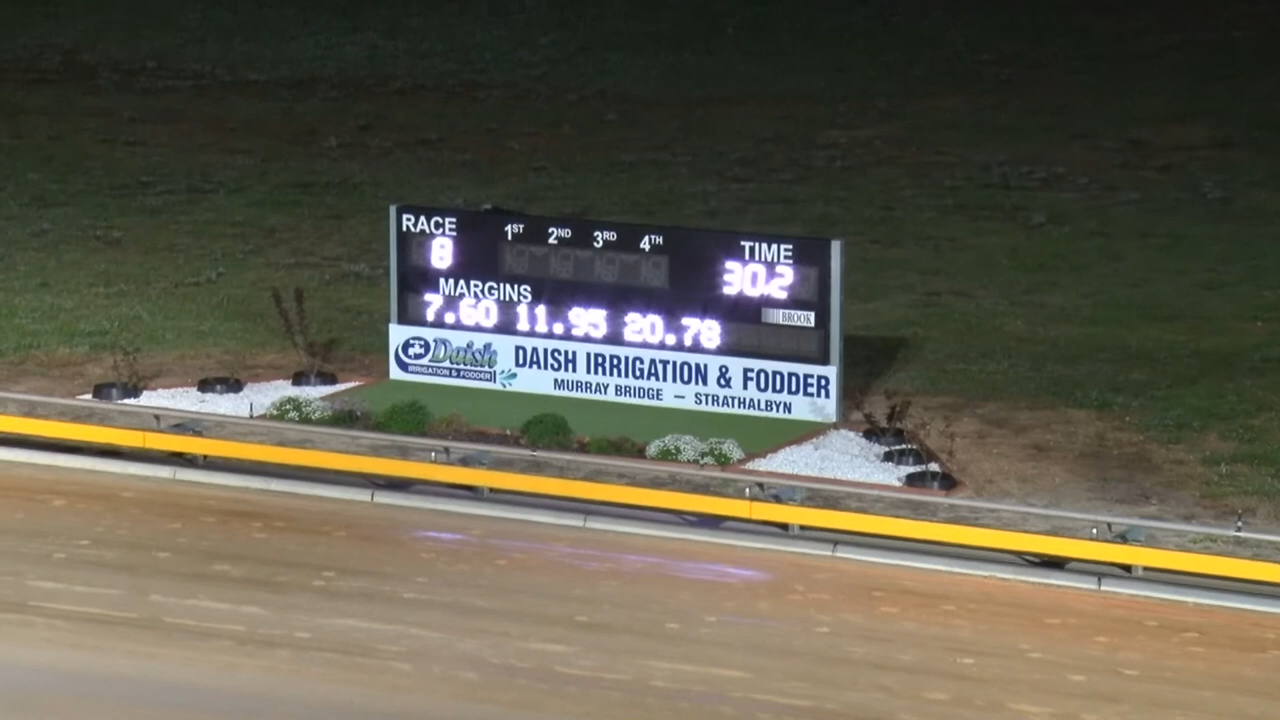 RACE 1ST 2ND 3RD 4TH TIME
8 30.2
MARGINS
7.60 11.95 20.78
BROOK
Daish
IRRIGATION & FODDER
DAISH IRRIGATION & FODDER
MURRAY BRIDGE — STRATHALBYN